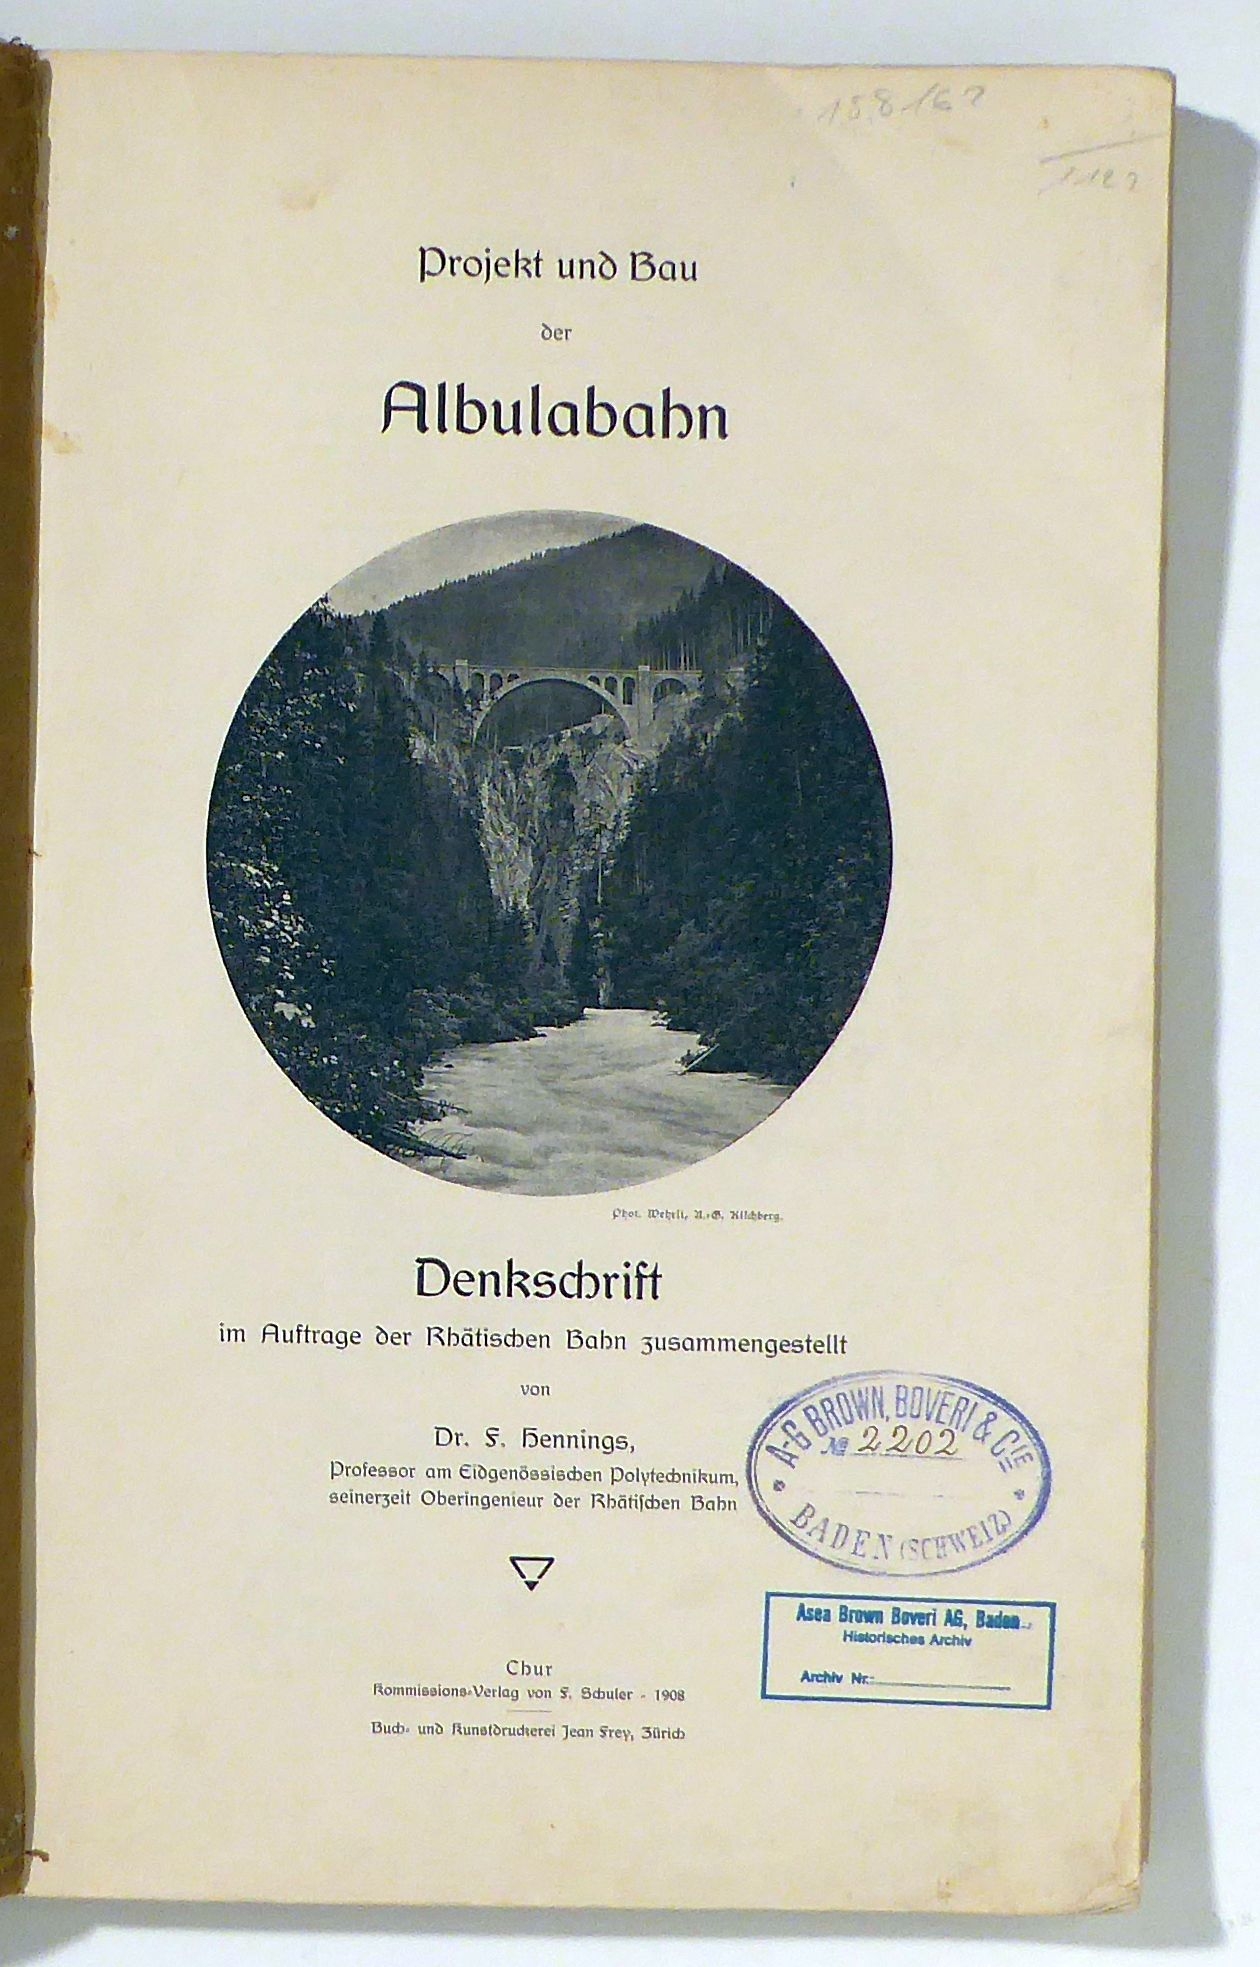 Projekt und Bau
der
Albulabahn
Phot. Wehrli, A.-G. Kilchberg.
Denkschrift
im Auftrage der Rhätischen Bahn zusammengestellt
von
Dr. F. Hennings,
Professor am Eidgenössischen Polytechnikum,
seinerzeit Oberingenieur der Rhätischen Bahn
A-G BROWN, BOVERI & CIE
№ 2202
BADEN (SCHWEIZ)
Asea Brown Boveri AG, Baden
Historisches Archiv
Archiv Nr.:
Chur
Kommissions-Verlag von F. Schuler - 1908
Buch- und Kunstdruckerei Jean Frey, Zürich